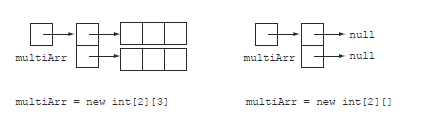 null
null
multiArr
multiArr
multiArr = new int[2][3]
multiArr = new int[2][]